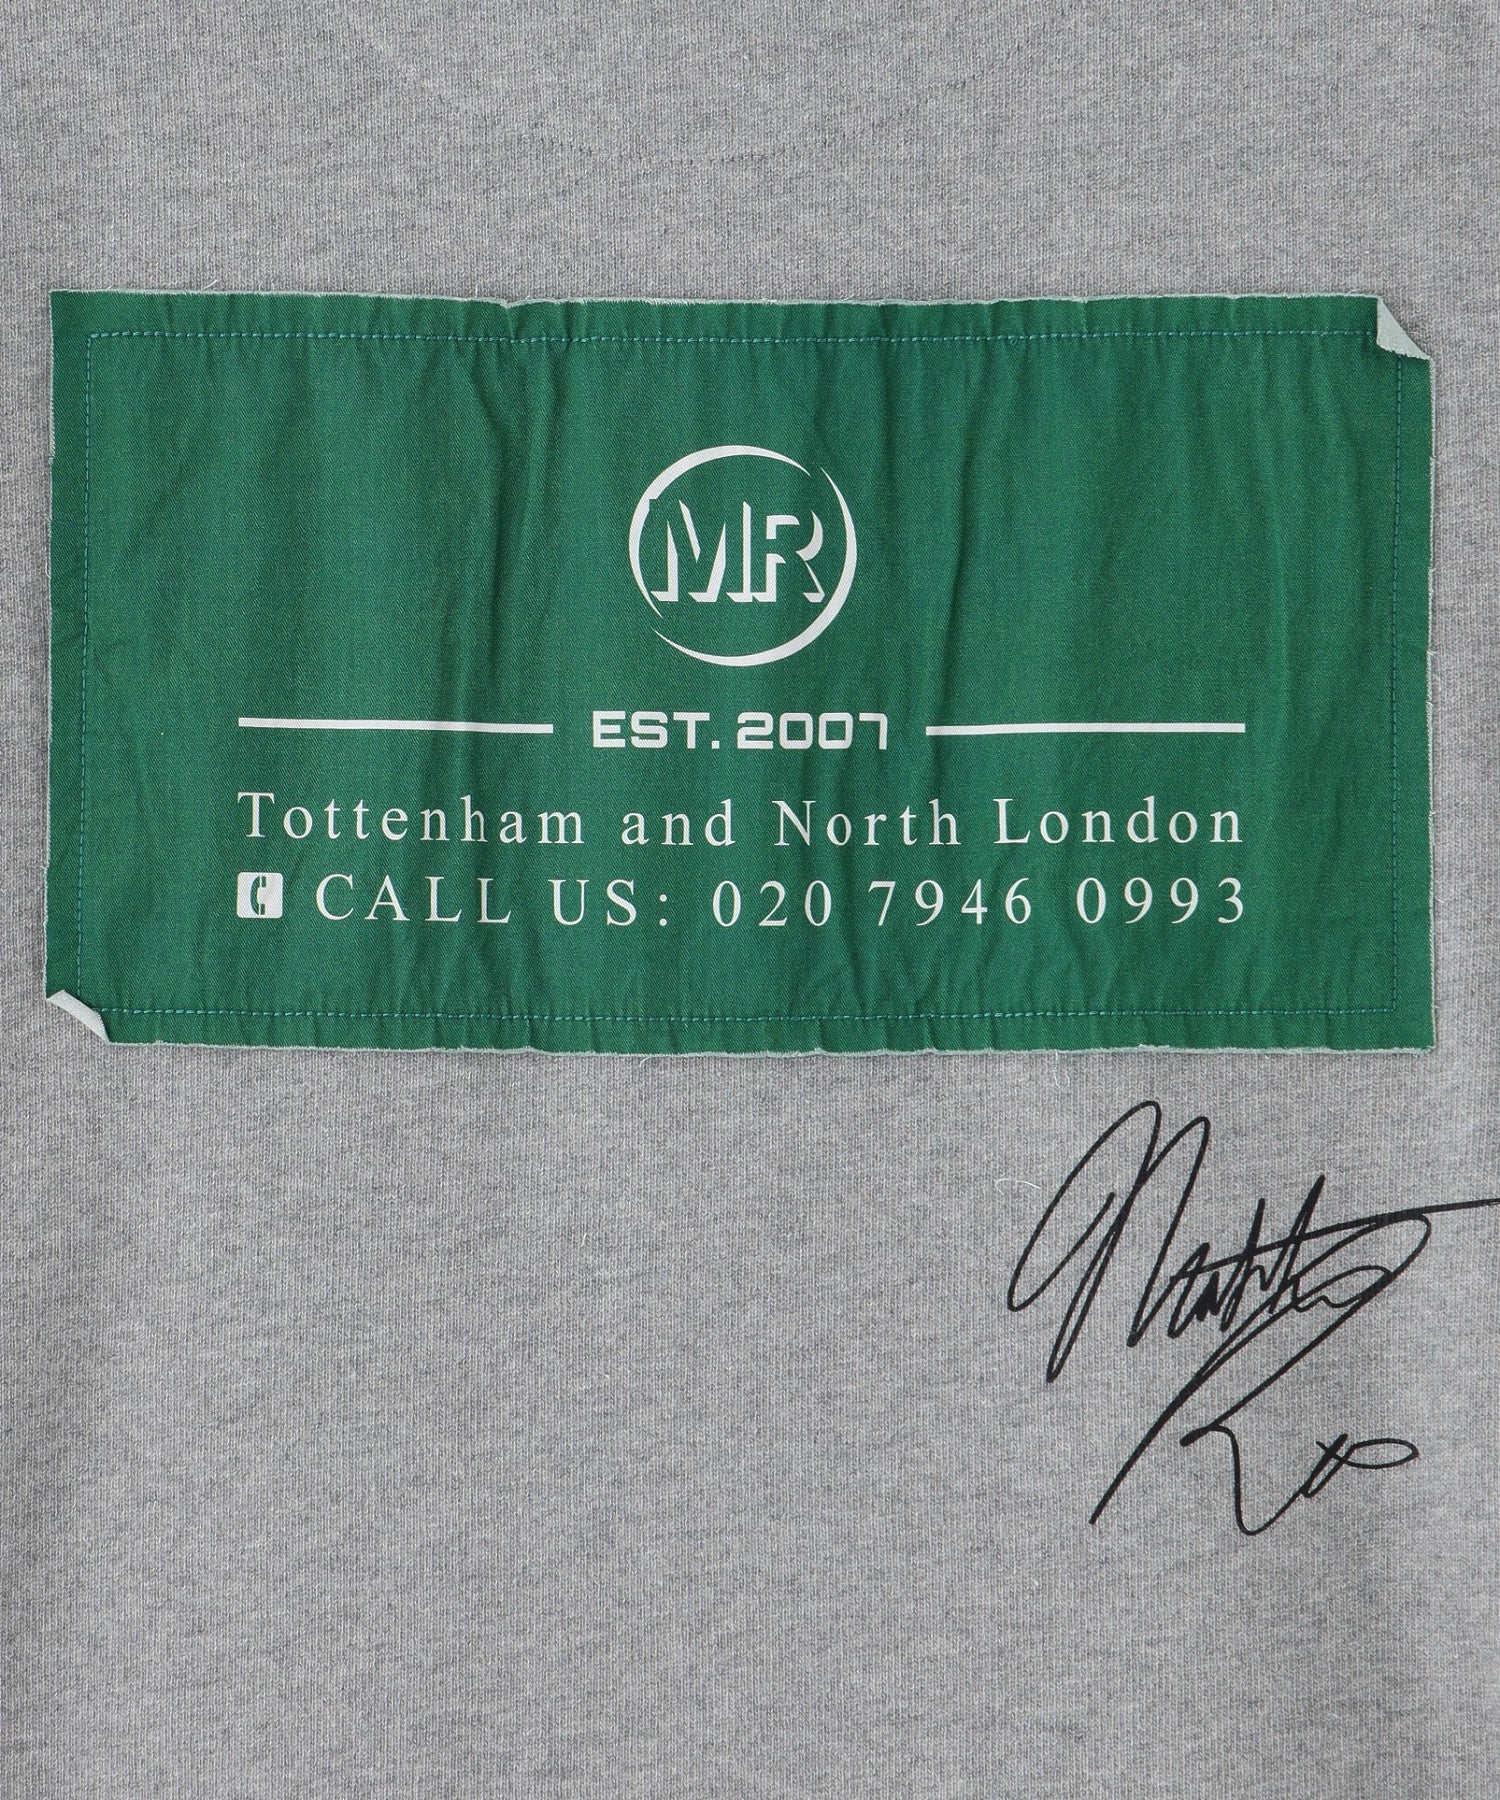 MR
EST. 2007
Tottenham and North London
CALL US: 020 7946 0993